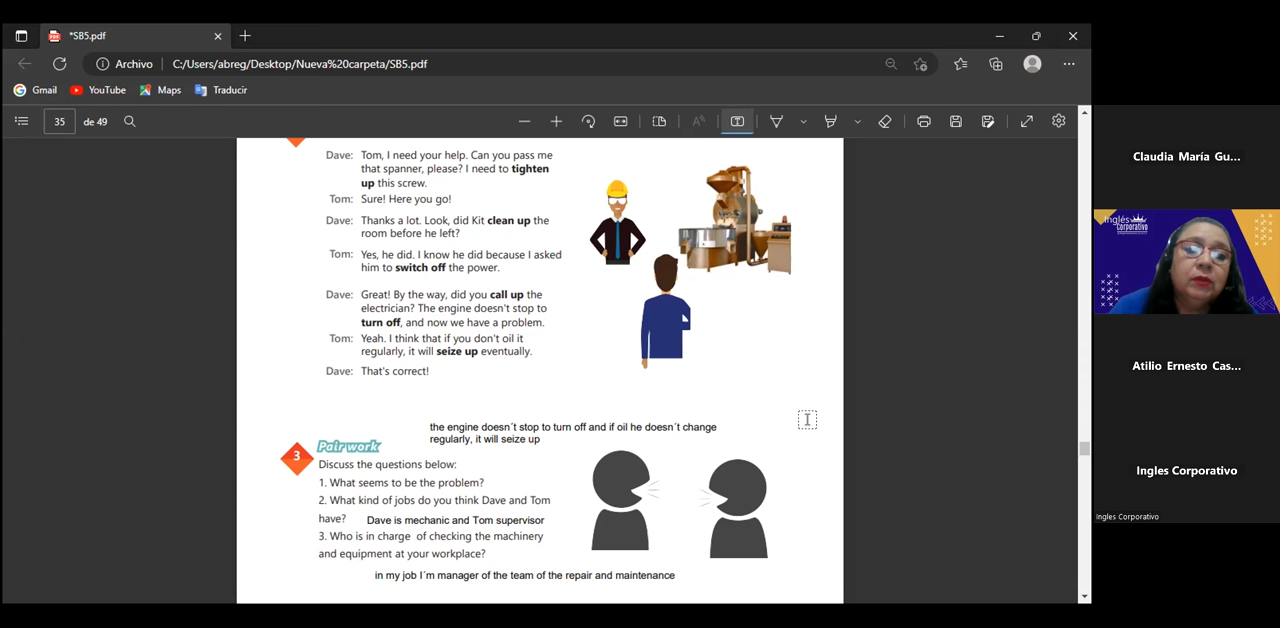 *SB5.pdf
Archivo
C:/Users/abreg/Desktop/Nueva%20carpeta/SB5.pdf
Gmail
YouTube
Maps
Traducir
35
de 49
Dave: Tom, I need your help. Can you pass me
that spanner, please? I need to tighten
up this screw.
Tom: Sure! Here you go!
Dave: Thanks a lot. Look, did Kit clean up the
room before he left?
Tom: Yes, he did. I know he did because I asked
him to switch off the power.
Dave: Great! By the way, did you call up the
electrician? The engine doesn't stop to
turn off, and now we have a problem.
Tom: Yeah. I think that if you don't oil it
regularly, it will seize up eventually.
Dave: That's correct!
the engine doesn´t stop to turn off and if oil he doesn´t change
regularly, it will seize up
3
Pair work
Discuss the questions below:
1. What seems to be the problem?
2. What kind of jobs do you think Dave and Tom
have?
Dave is mechanic and Tom supervisor
3. Who is in charge of checking the machinery
and equipment at your workplace?
in my job I´m manager of the team of the repair and maintenance
Claudia María Gu...
Inglés
Corporativo
Atilio Ernesto Cas...
Ingles Corporativo
Ingles Corporativo